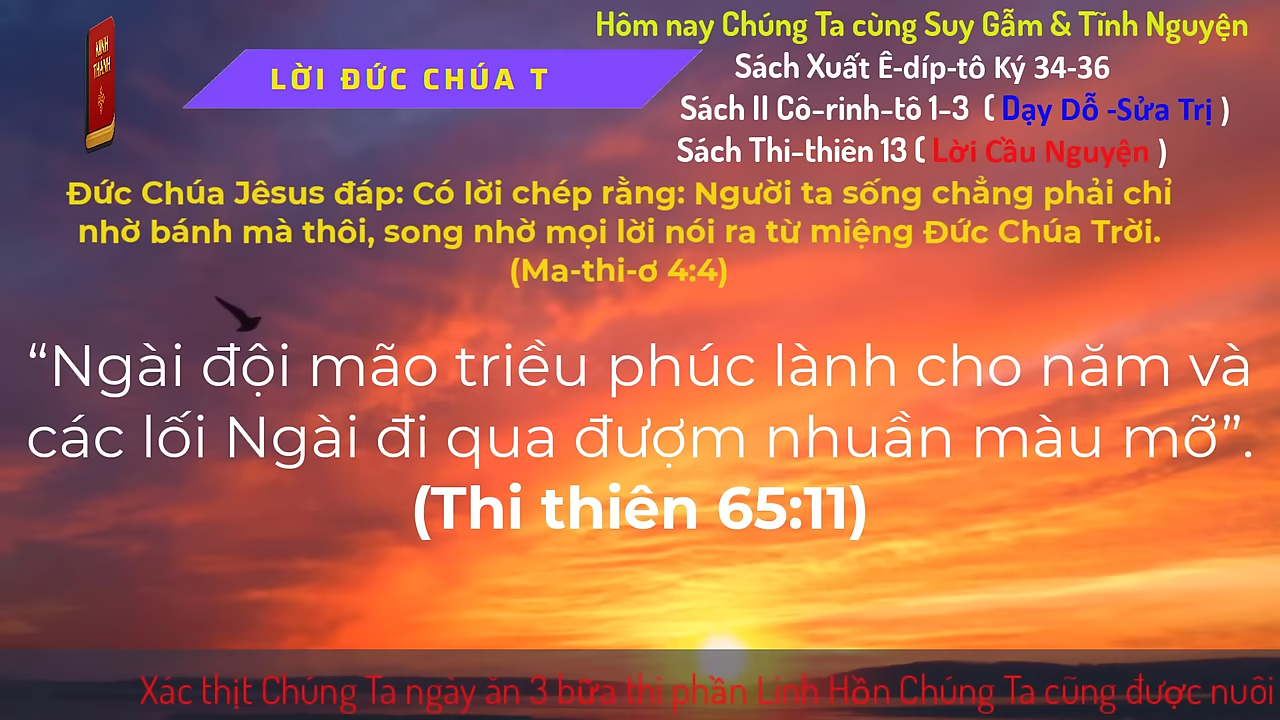 Hôm nay Chúng Ta cùng Suy Gẫm & Tĩnh Nguyện
KINH
THÁNH
LỜI ĐỨC CHÚA T
Sách Xuất Ê-díp-tô Ký 34-36
Sách II Cô-rinh-tô 1-3 ( Dạy Dỗ -Sửa Trị )
Sách Thi-thiên 13 ( Lời Cầu Nguyện )
Đức Chúa Jêsus đáp: Có lời chép rằng: Người ta sống chẳng phải chỉ
nhờ bánh mà thôi, song nhờ mọi lời nói ra từ miệng Đức Chúa Trời.
(Ma-thi-ơ 4:4)
“Ngài đội mão triều phúc lành cho năm và
các lối Ngài đi qua đượm nhuần màu mỡ”.
(Thi thiên 65:11)
Xác thịt Chúng Ta ngày ăn 3 bữa thì phần Linh Hồn Chúng Ta cũng được nuôi